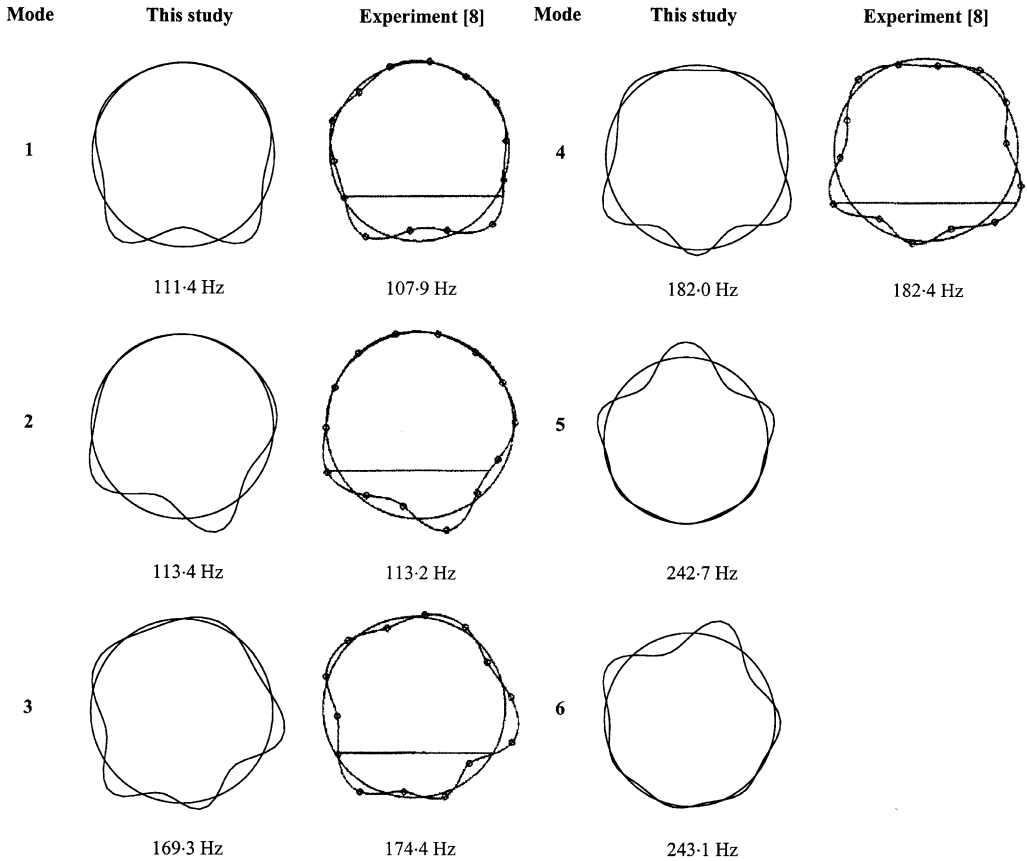 Mode This study Experiment [8] Mode This study Experiment [8]
1 4
111·4 Hz 107·9 Hz 182·0 Hz 182·4 Hz
2 5
113·4 Hz 113·2 Hz 242·7 Hz
3 6
169·3 Hz 174·4 Hz 243·1 Hz